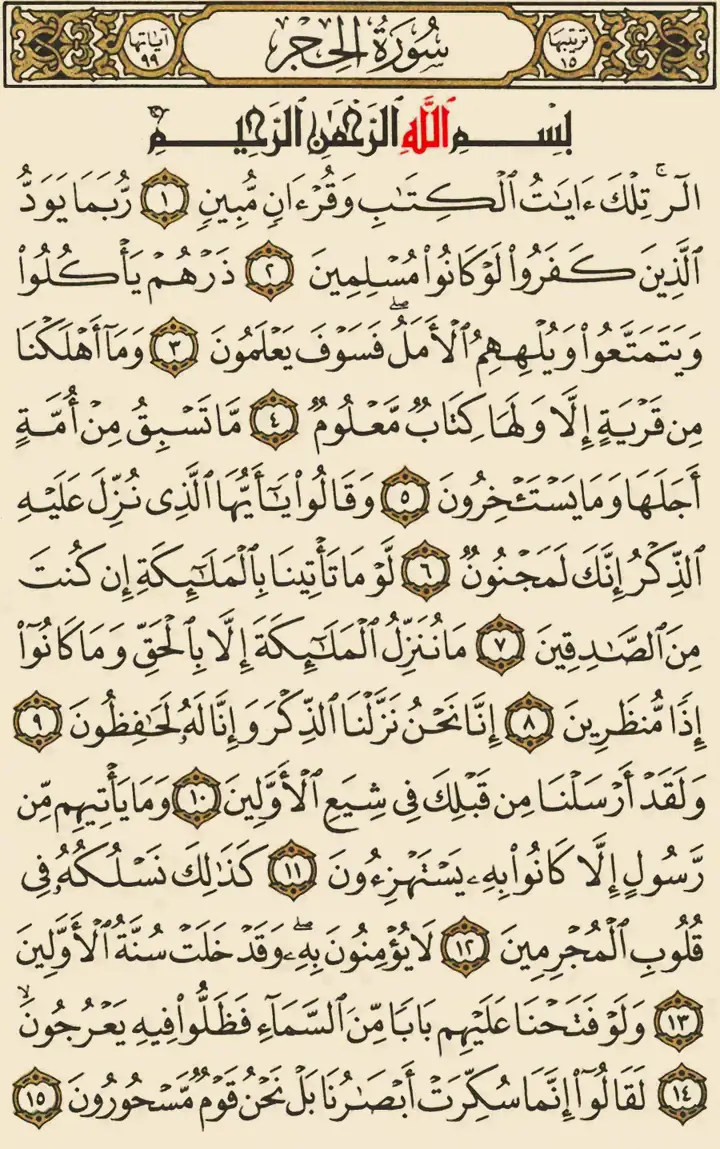 ترتيبها ١٥ سُورَةُ الحِجرِ آياتها ٩٩
بِسْمِ ٱللَّهِ ٱلرَّحْمَٰنِ ٱلرَّحِيمِ
الٓرۚ تِلْكَ ءَايَٰتُ ٱلْكِتَٰبِ وَقُرْءَانٍ مُّبِينٍ ١ رُّبَمَا يَوَدُّ
ٱلَّذِينَ كَفَرُوا۟ لَوْ كَانُوا۟ مُسْلِمِينَ ٢ ذَرْهُمْ يَأْكُلُوا۟
وَيَتَمَتَّعُوا۟ وَيُلْهِهِمُ ٱلْأَمَلُۖ فَسَوْفَ يَعْلَمُونَ ٣ وَمَآ أَهْلَكْنَا
مِن قَرْيَةٍ إِلَّا وَلَهَا كِتَابٌ مَّعْلُومٌ ٤ مَّا تَسْبِقُ مِنْ أُمَّةٍ
أَجَلَهَا وَمَا يَسْتَـْٔخِرُونَ ٥ وَقَالُوا۟ يَٰٓأَيُّهَا ٱلَّذِى نُزِّلَ عَلَيْهِ
ٱلذِّكْرُ إِنَّكَ لَمَجْنُونٌ ٦ لَّوْ مَا تَأْتِينَا بِٱلْمَلَٰٓئِكَةِ إِن كُنتَ
مِنَ ٱلصَّٰدِقِينَ ٧ مَا نُنَزِّلُ ٱلْمَلَٰٓئِكَةَ إِلَّا بِٱلْحَقِّ وَمَا كَانُوٓا۟
إِذًا مُّنظَرِينَ ٨ إِنَّا نَحْنُ نَزَّلْنَا ٱلذِّكْرَ وَإِنَّا لَهُۥ لَحَٰفِظُونَ ٩
وَلَقَدْ أَرْسَلْنَا مِن قَبْلِكَ فِى شِيَعِ ٱلْأَوَّلِينَ ١٠ وَمَا يَأْتِيهِم مِّن
رَّسُولٍ إِلَّا كَانُوا۟ بِهِۦ يَسْتَهْزِءُونَ ١١ كَذَٰلِكَ نَسْلُكُهُۥ فِى
قُلُوبِ ٱلْمُجْرِمِينَ ١٢ لَا يُؤْمِنُونَ بِهِۦۖ وَقَدْ خَلَتْ سُنَّةُ ٱلْأَوَّلِينَ
١٣ وَلَوْ فَتَحْنَا عَلَيْهِم بَابًا مِّنَ ٱلسَّمَآءِ فَظَلُّوا۟ فِيهِ يَعْرُجُونَۙ
١٤ لَقَالُوٓا۟ إِنَّمَا سُكِّرَتْ أَبْصَٰرُنَا بَلْ نَحْنُ قَوْمٌ مَّسْحُورُونَ ١٥